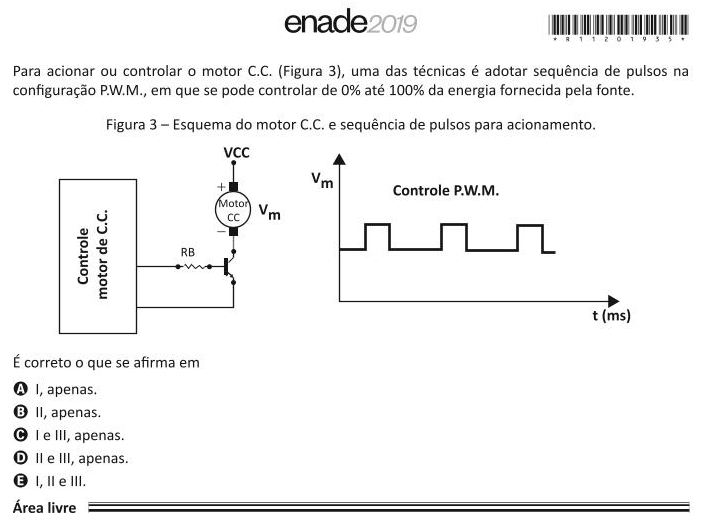 enade2019
* R 1 1 2 0 1 9 3 5 *
Para acionar ou controlar o motor C.C. (Figura 3), uma das técnicas é adotar sequência de pulsos na
configuração P.W.M., em que se pode controlar de 0% até 100% da energia fornecida pela fonte.
Figura 3 – Esquema do motor C.C. e sequência de pulsos para acionamento.
VCC
+
Motor
CC
–
Vm
RB
Controle
motor de C.C.
Vm
Controle P.W.M.
t (ms)
É correto o que se afirma em
A I, apenas.
B II, apenas.
C I e III, apenas.
D II e III, apenas.
E I, II e III.
Área livre